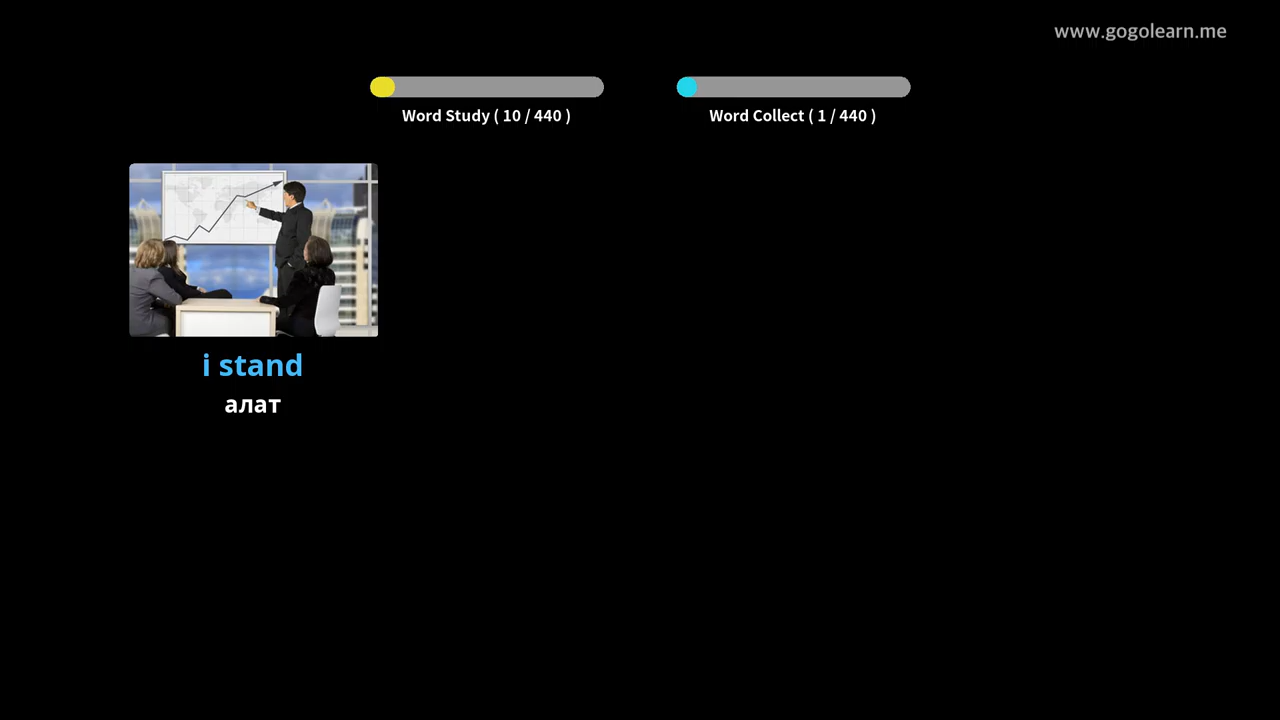 www.gogolearn.me
Word Study ( 10 / 440 )
Word Collect ( 1 / 440 )
i stand
алат